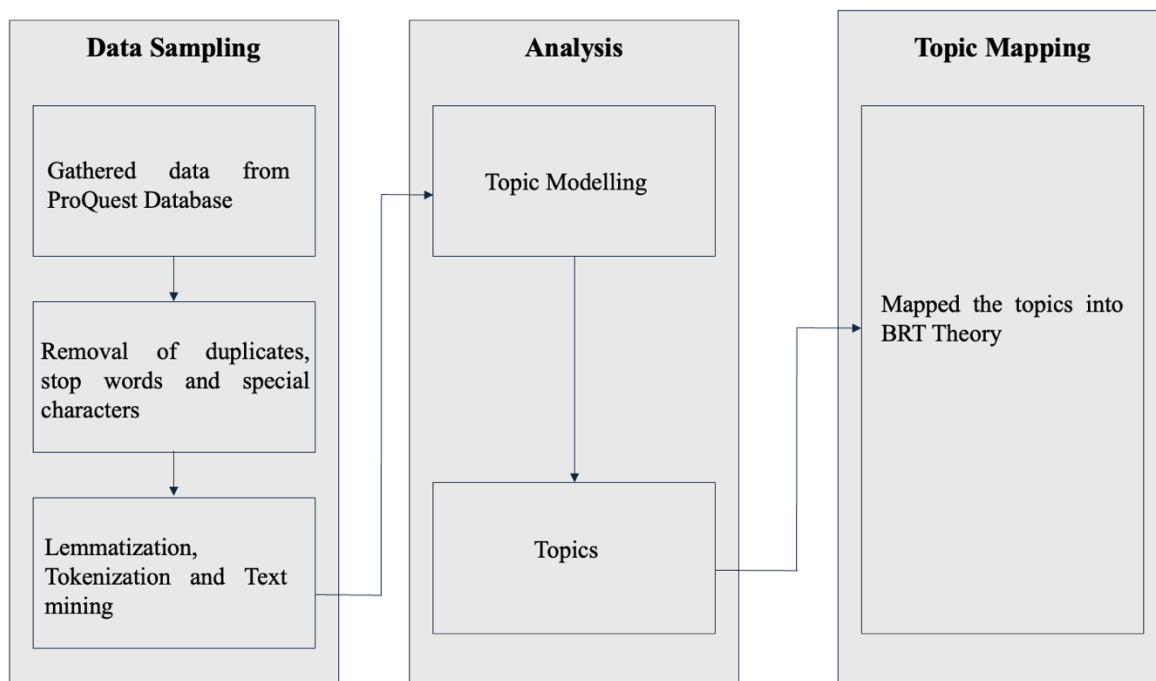 Data Sampling
Gathered data from
ProQuest Database
Removal of duplicates,
stop words and special
characters
Lemmatization,
Tokenization and Text
mining
Analysis
Topic Modelling
Topics
Topic Mapping
Mapped the topics into
BRT Theory